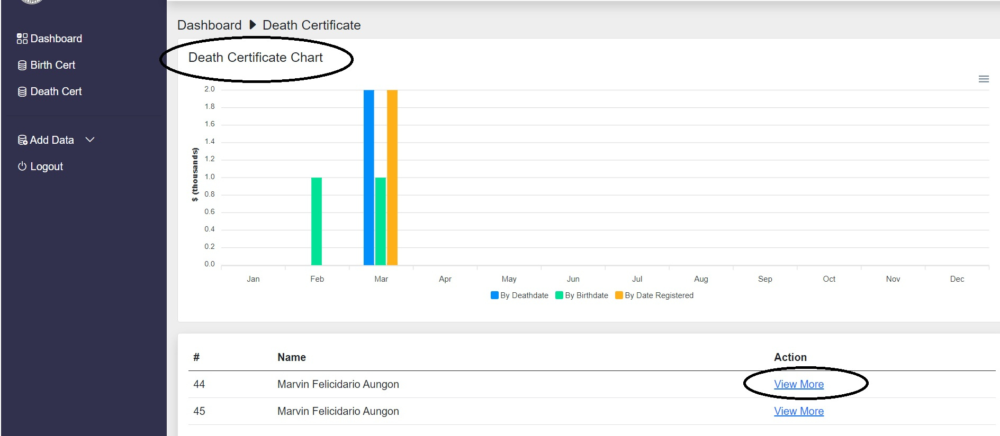 Dashboard
Birth Cert
Death Cert
Add Data
Logout
Dashboard Death Certificate
Death Certificate Chart
$ (thousands)
2.0
1.8
1.6
1.4
1.2
1.0
0.8
0.6
0.4
0.2
0.0
Jan Feb Mar Apr May Jun Jul Aug Sep Oct Nov Dec
By Deathdate By Birthdate By Date Registered
# Name Action
44 Marvin Felicidario Aungon View More
45 Marvin Felicidario Aungon View More